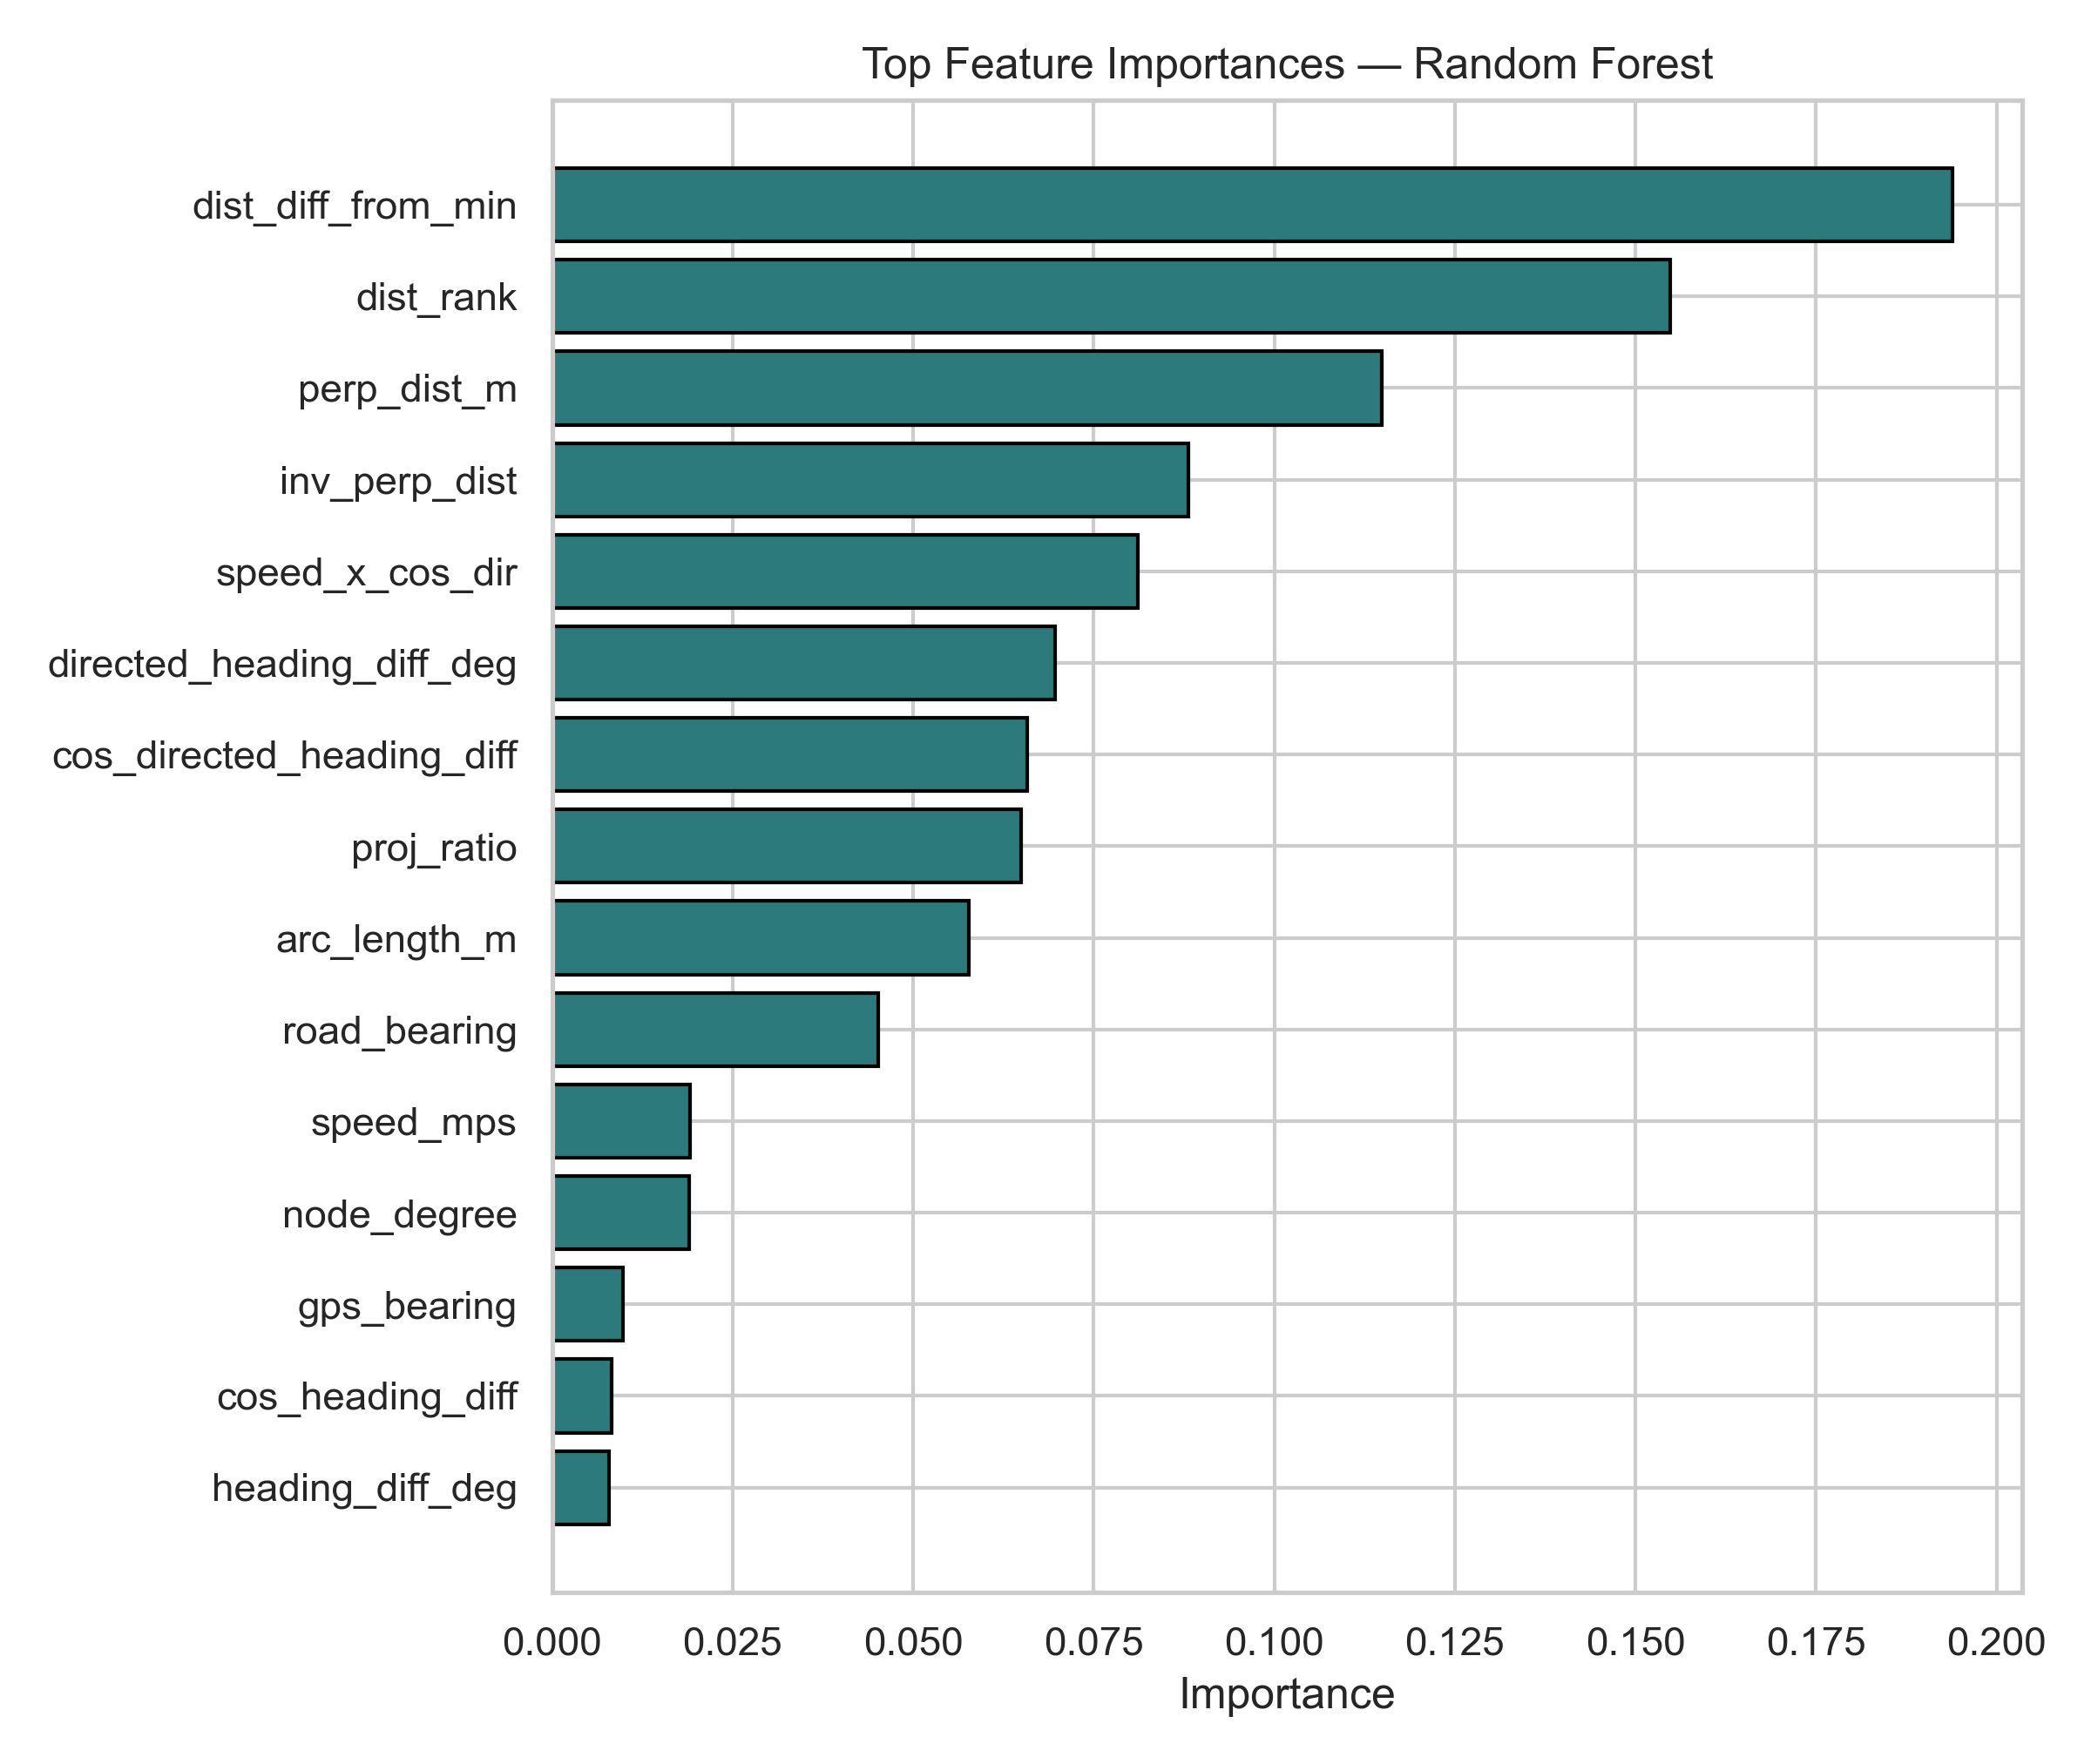 Top Feature Importances — Random Forest
dist_diff_from_min
dist_rank
perp_dist_m
inv_perp_dist
speed_x_cos_dir
directed_heading_diff_deg
cos_directed_heading_diff
proj_ratio
arc_length_m
road_bearing
speed_mps
node_degree
gps_bearing
cos_heading_diff
heading_diff_deg
0.000 0.025 0.050 0.075 0.100 0.125 0.150 0.175 0.200
Importance